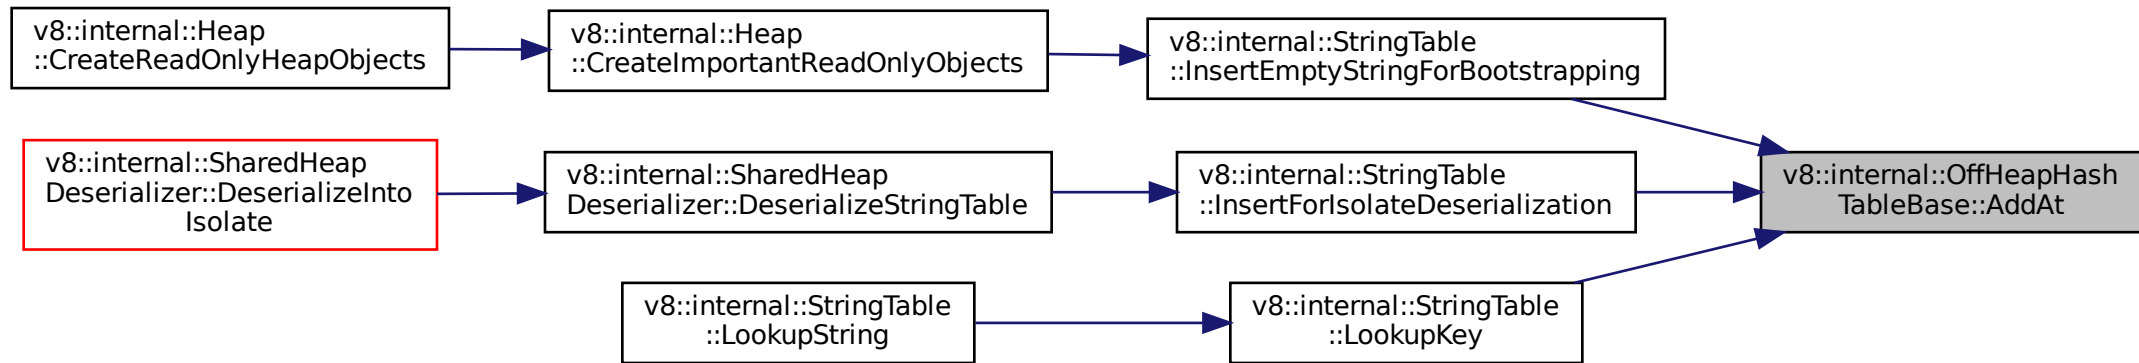 v8::internal::Heap
::CreateReadOnlyHeapObjects
v8::internal::Heap
::CreateImportantReadOnlyObjects
v8::internal::StringTable
::InsertEmptyStringForBootstrapping
v8::internal::SharedHeap
Deserializer::DeserializeInto
Isolate
v8::internal::SharedHeap
Deserializer::DeserializeStringTable
v8::internal::StringTable
::InsertForIsolateDeserialization
v8::internal::OffHeapHash
TableBase::AddAt
v8::internal::StringTable
::LookupString
v8::internal::StringTable
::LookupKey